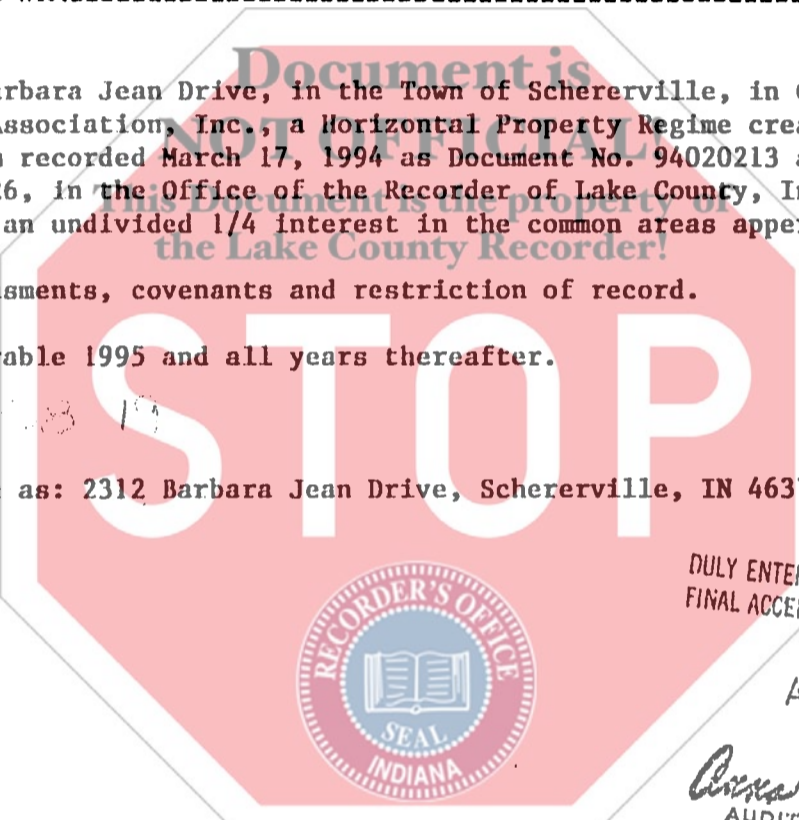 Document is
rbara Jean Drive, in the Town of Schererville, in
Association, Inc., a Horizontal Property Regime crea
NOT OFFICIAL!
recorded March 17, 1994 as Document No. 94020213
26, in the Office of the Recorder of Lake County, In
This Document is the property of
an undivided 1/4 interest in the common areas apper
the Lake County Recorder!
sments, covenants and restriction of record.
STOP
able 1995 and all years thereafter.
as: 2312 Barbara Jean Drive, Schererville, IN 463
DULY ENTE
FINAL ACCE
RECORDER'S OFFICE
SEAL
INDIANA